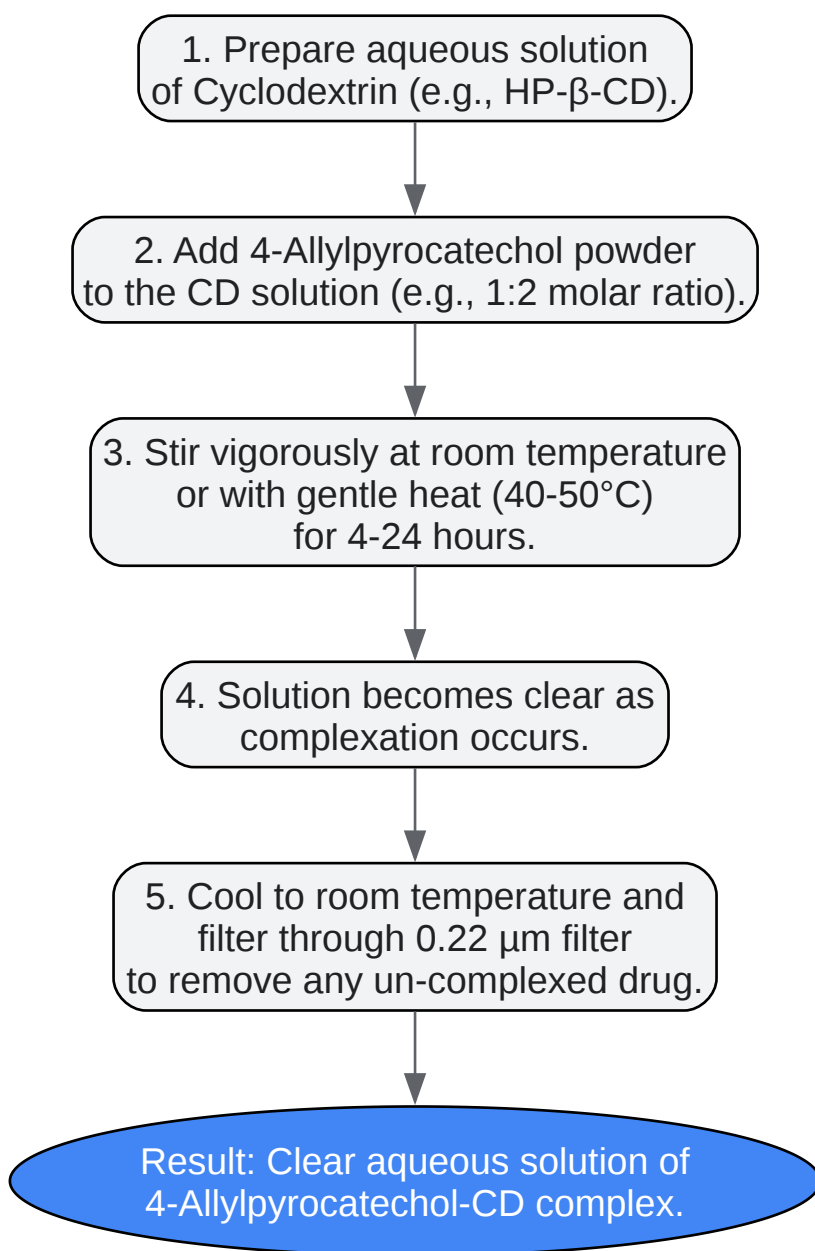 1. Prepare aqueous solution
of Cyclodextrin (e.g., HP-β-CD).
2. Add 4-Allylpyrocatechol powder
to the CD solution (e.g., 1:2 molar ratio).
3. Stir vigorously at room temperature
or with gentle heat (40-50°C)
for 4-24 hours.
4. Solution becomes clear as
complexation occurs.
5. Cool to room temperature and
filter through 0.22 µm filter
to remove any un-complexed drug.
Result: Clear aqueous solution of
4-Allylpyrocatechol-CD complex.